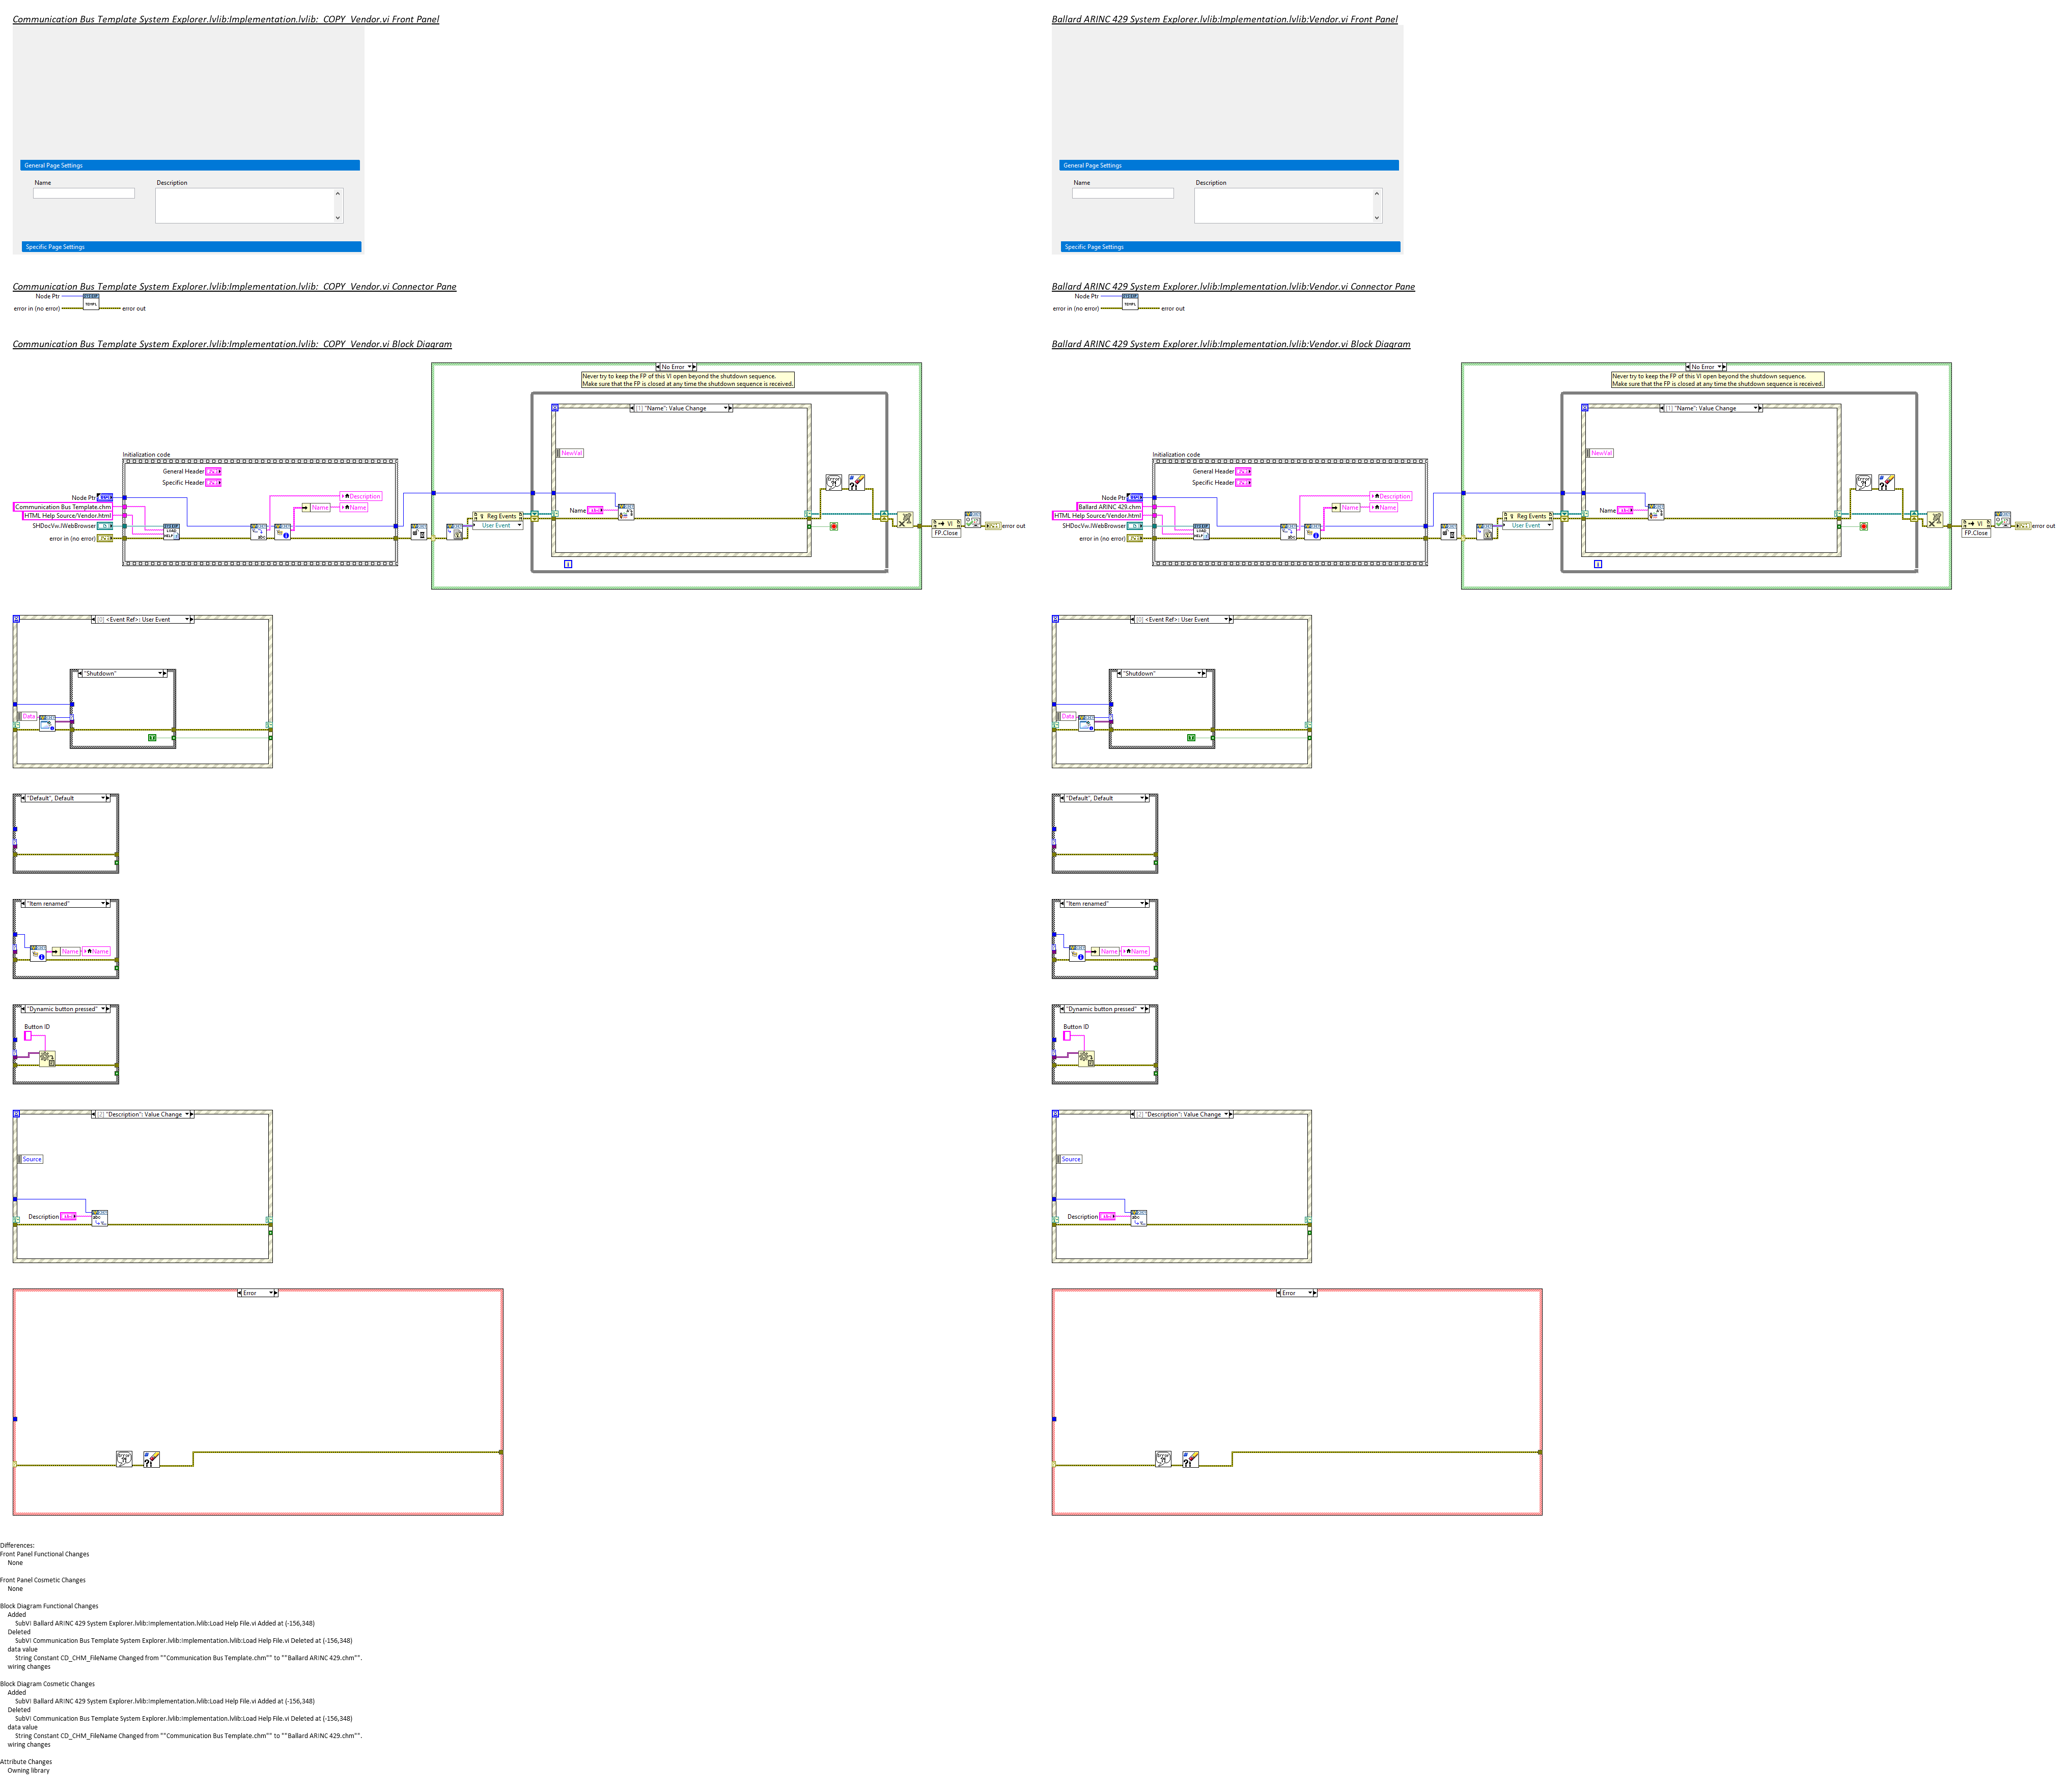 Communication Bus Template System Explorer.lvlib:Implementation.lvlib:_COPY_Vendor.vi Front Panel
General Page Settings
Name
Description
Specific Page Settings
Communication Bus Template System Explorer.lvlib:Implementation.lvlib:_COPY_Vendor.vi Connector Pane
Node Ptr
TEMPL
error in (no error)
error out
Communication Bus Template System Explorer.lvlib:Implementation.lvlib:_COPY_Vendor.vi Block Diagram
No Error
Never try to keep the FP of this VI open beyond the shutdown sequence.
Make sure that the FP is closed at any time the shutdown sequence is received.
[1] "Name": Value Change
NewVal
Initialization code
General Header
Specific Header
Node Ptr
Communication Bus Template.chm
HTML Help Source/Vendor.html
SHDocVw.IWebBrowser
error in (no error)
Description
Name
Name
Reg Events
User Event
Name
VI
FP.Close
error out
[0] <Event Ref>: User Event
"Shutdown"
Data
"Default", Default
"Item renamed"
Name
Name
"Dynamic button pressed"
Button ID
[2] "Description": Value Change
Source
Description
Error
Ballard ARINC 429 System Explorer.lvlib:Implementation.lvlib:Vendor.vi Front Panel
General Page Settings
Name
Description
Specific Page Settings
Ballard ARINC 429 System Explorer.lvlib:Implementation.lvlib:Vendor.vi Connector Pane
Node Ptr
TEMPL
error in (no error)
error out
Ballard ARINC 429 System Explorer.lvlib:Implementation.lvlib:Vendor.vi Block Diagram
No Error
Never try to keep the FP of this VI open beyond the shutdown sequence.
Make sure that the FP is closed at any time the shutdown sequence is received.
[1] "Name": Value Change
NewVal
Initialization code
General Header
Specific Header
Node Ptr
Ballard ARINC 429.chm
HTML Help Source/Vendor.html
SHDocVw.IWebBrowser
error in (no error)
Description
Name
Name
Reg Events
User Event
Name
VI
FP.Close
error out
[0] <Event Ref>: User Event
"Shutdown"
Data
"Default", Default
"Item renamed"
Name
Name
"Dynamic button pressed"
Button ID
[2] "Description": Value Change
Source
Description
Error
Differences:
Front Panel Functional Changes
None
Front Panel Cosmetic Changes
None
Block Diagram Functional Changes
Added
SubVI Ballard ARINC 429 System Explorer.lvlib:Implementation.lvlib:Load Help File.vi Added at (-156,348)
Deleted
SubVI Communication Bus Template System Explorer.lvlib:Implementation.lvlib:Load Help File.vi Deleted at (-156,348)
data value
String Constant CD_CHM_FileName Changed from ""Communication Bus Template.chm"" to ""Ballard ARINC 429.chm"".
wiring changes
Block Diagram Cosmetic Changes
Added
SubVI Ballard ARINC 429 System Explorer.lvlib:Implementation.lvlib:Load Help File.vi Added at (-156,348)
Deleted
SubVI Communication Bus Template System Explorer.lvlib:Implementation.lvlib:Load Help File.vi Deleted at (-156,348)
data value
String Constant CD_CHM_FileName Changed from ""Communication Bus Template.chm"" to ""Ballard ARINC 429.chm"".
wiring changes
Attribute Changes
Owning library